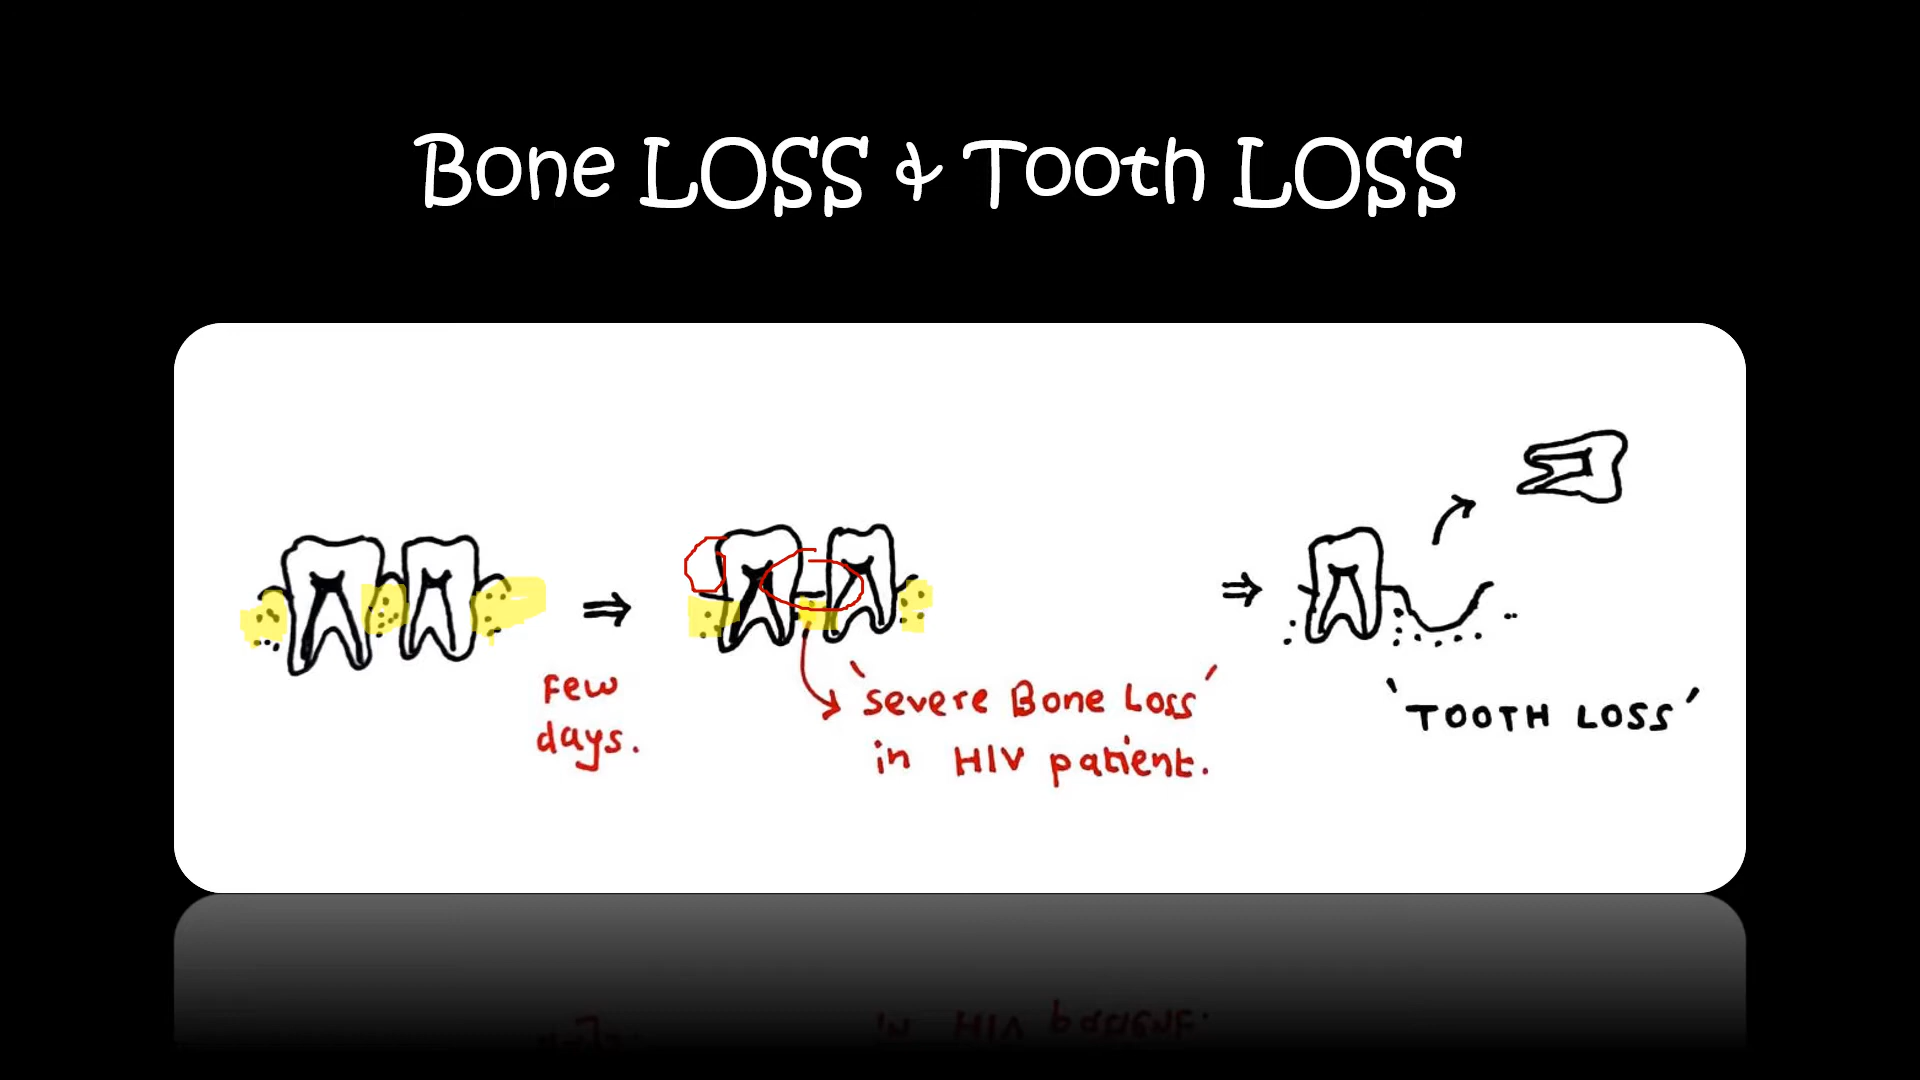 Bone LOSS & Tooth LOSS
Few
days.
'severe Bone Loss'
in HIV patient.
'TOOTH LOSS'